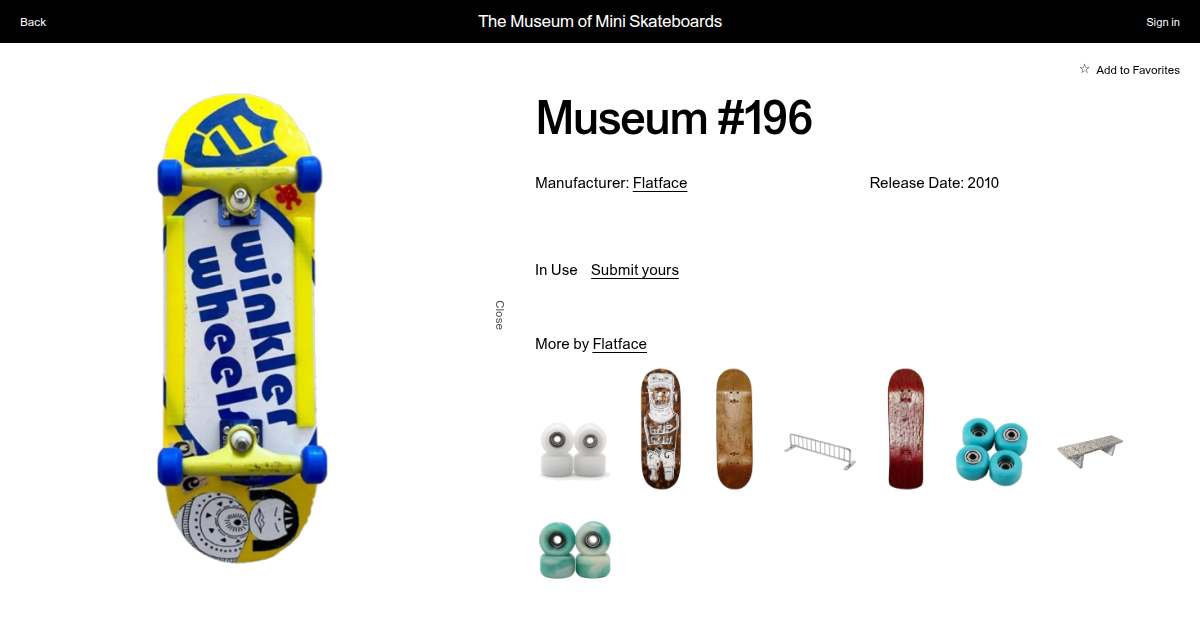 Back
The Museum of Mini Skateboards
Sign in
☆ Add to Favorites
Museum #196
Manufacturer: Flatface
Release Date: 2010
In Use Submit yours
Close
More by Flatface
winkler
wheels